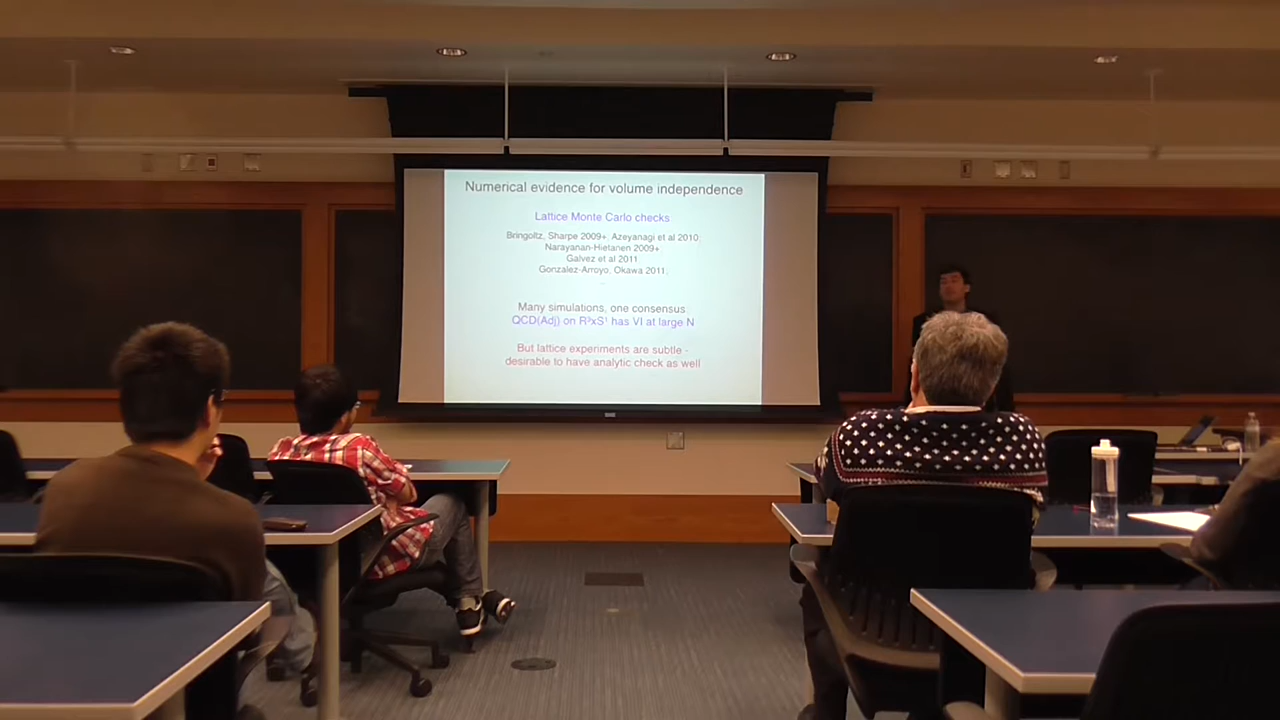 Numerical evidence for volume independence
Lattice Monte Carlo checks
Bringoltz, Sharpe 2009+, Azeyanagi et al 2010,
Narayanan-Hietanen 2009+
Galvez et al 2011
Gonzalez-Arroyo, Okawa 2011,
...
Many simulations, one consensus
QCD(Adj) on R³xS¹ has VI at large N
But lattice experiments are subtle -
desirable to have analytic check as well